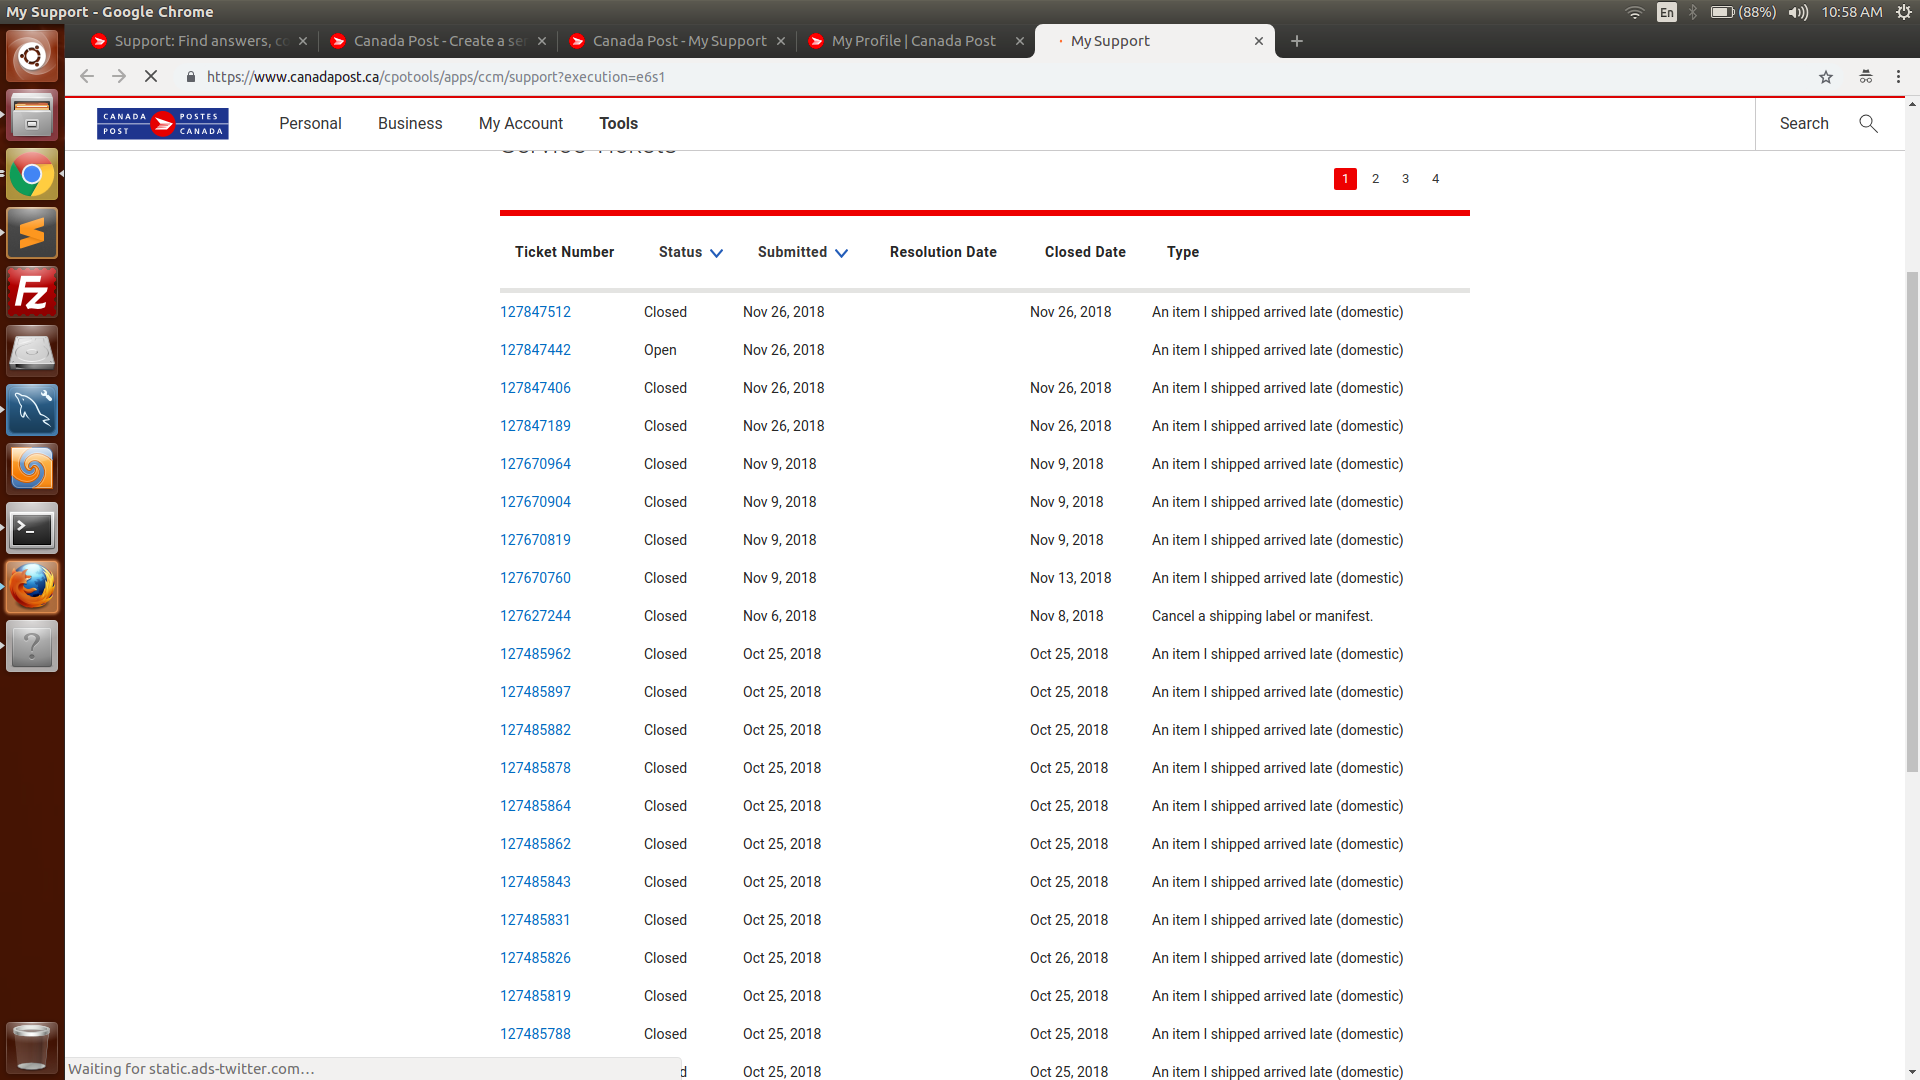 My Support - Google Chrome
En (88%) 10:58 AM
Support: Find answers, co
Canada Post - Create a ser
Canada Post - My Support
My Profile | Canada Post
My Support
https://www.canadapost.ca/cpotools/apps/ccm/support?execution=e6s1
CANADA POSTES
POST CANADA
Personal Business My Account Tools Search
1 2 3 4
Ticket Number Status Submitted Resolution Date Closed Date Type
127847512 Closed Nov 26, 2018 Nov 26, 2018 An item I shipped arrived late (domestic)
127847442 Open Nov 26, 2018 An item I shipped arrived late (domestic)
127847406 Closed Nov 26, 2018 Nov 26, 2018 An item I shipped arrived late (domestic)
127847189 Closed Nov 26, 2018 Nov 26, 2018 An item I shipped arrived late (domestic)
127670964 Closed Nov 9, 2018 Nov 9, 2018 An item I shipped arrived late (domestic)
127670904 Closed Nov 9, 2018 Nov 9, 2018 An item I shipped arrived late (domestic)
127670819 Closed Nov 9, 2018 Nov 9, 2018 An item I shipped arrived late (domestic)
127670760 Closed Nov 9, 2018 Nov 13, 2018 An item I shipped arrived late (domestic)
127627244 Closed Nov 6, 2018 Nov 8, 2018 Cancel a shipping label or manifest.
127485962 Closed Oct 25, 2018 Oct 25, 2018 An item I shipped arrived late (domestic)
127485897 Closed Oct 25, 2018 Oct 25, 2018 An item I shipped arrived late (domestic)
127485882 Closed Oct 25, 2018 Oct 25, 2018 An item I shipped arrived late (domestic)
127485878 Closed Oct 25, 2018 Oct 25, 2018 An item I shipped arrived late (domestic)
127485864 Closed Oct 25, 2018 Oct 25, 2018 An item I shipped arrived late (domestic)
127485862 Closed Oct 25, 2018 Oct 25, 2018 An item I shipped arrived late (domestic)
127485843 Closed Oct 25, 2018 Oct 25, 2018 An item I shipped arrived late (domestic)
127485831 Closed Oct 25, 2018 Oct 25, 2018 An item I shipped arrived late (domestic)
127485826 Closed Oct 25, 2018 Oct 26, 2018 An item I shipped arrived late (domestic)
127485819 Closed Oct 25, 2018 Oct 25, 2018 An item I shipped arrived late (domestic)
127485788 Closed Oct 25, 2018 Oct 25, 2018 An item I shipped arrived late (domestic)
d Oct 25, 2018 Oct 25, 2018 An item I shipped arrived late (domestic)
Waiting for static.ads-twitter.com...